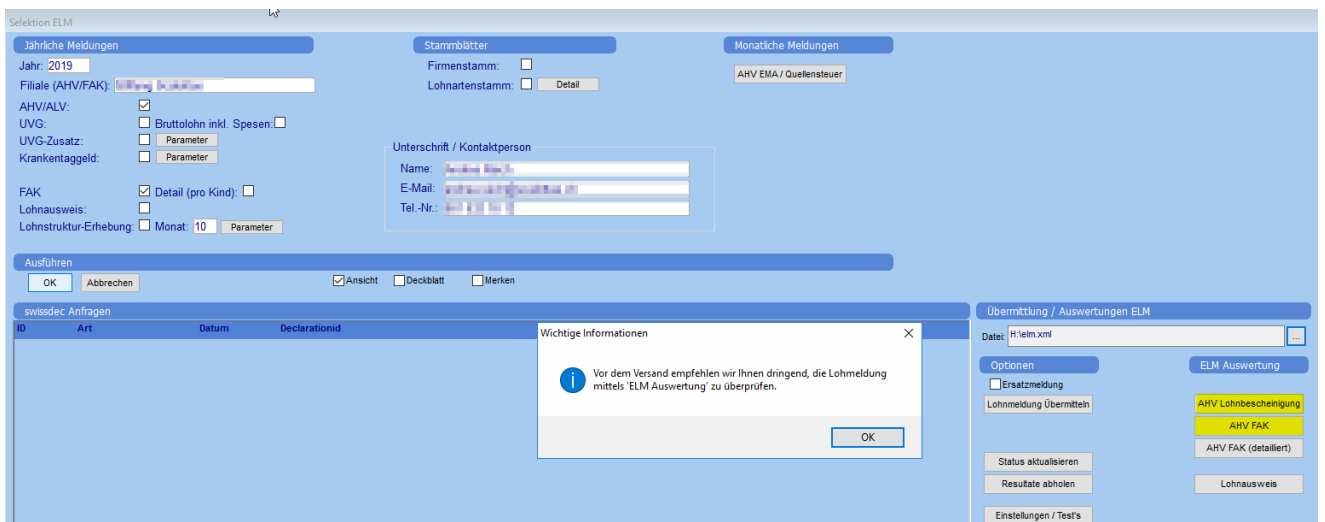 Selektion ELM
Jährliche Meldungen
Jahr: 2019
Filiale (AHV/FAK):
AHV/ALV:
UVG: Bruttolohn inkl. Spesen:
UVG-Zusatz: Parameter
Krankentaggeld: Parameter
FAK Detail (pro Kind):
Lohnausweis:
Lohnstruktur-Erhebung: Monat: 10 Parameter
Stammblätter
Firmenstamm:
Lohnartenstamm: Detail
Unterschrift / Kontaktperson
Name:
E-Mail:
Tel.-Nr.:
Monatliche Meldungen
AHV EMA / Quellensteuer
Ausführen
OK Abbrechen Ansicht Deckblatt Merken
swissdec Anfragen
ID Art Datum Declarationid
Wichtige Informationen
Vor dem Versand empfehlen wir Ihnen dringend, die Lohmeldung
mittels 'ELM Auswertung' zu überprüfen.
OK
Übermittlung / Auswertungen ELM
Datei: H:\elm.xml ...
Optionen
Ersatzmeldung
Lohnmeldung Übermitteln
Status aktualisieren
Resultate abholen
Einstellungen / Test's
ELM Auswertung
AHV Lohnbescheinigung
AHV FAK
AHV FAK (detailliert)
Lohnausweis